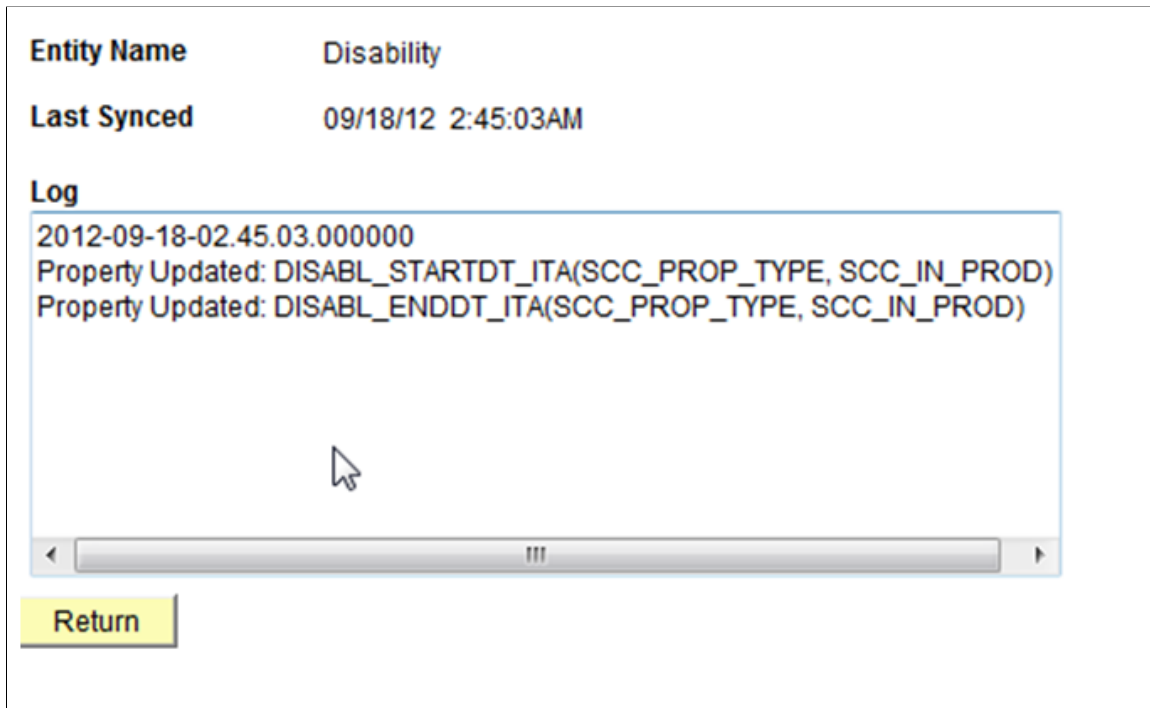 Entity Name Disability
Last Synced 09/18/12 2:45:03AM
Log
2012-09-18-02.45.03.000000
Property Updated: DISABL_STARTDT_ITA(SCC_PROP_TYPE, SCC_IN_PROD)
Property Updated: DISABL_ENDDT_ITA(SCC_PROP_TYPE, SCC_IN_PROD)
Return